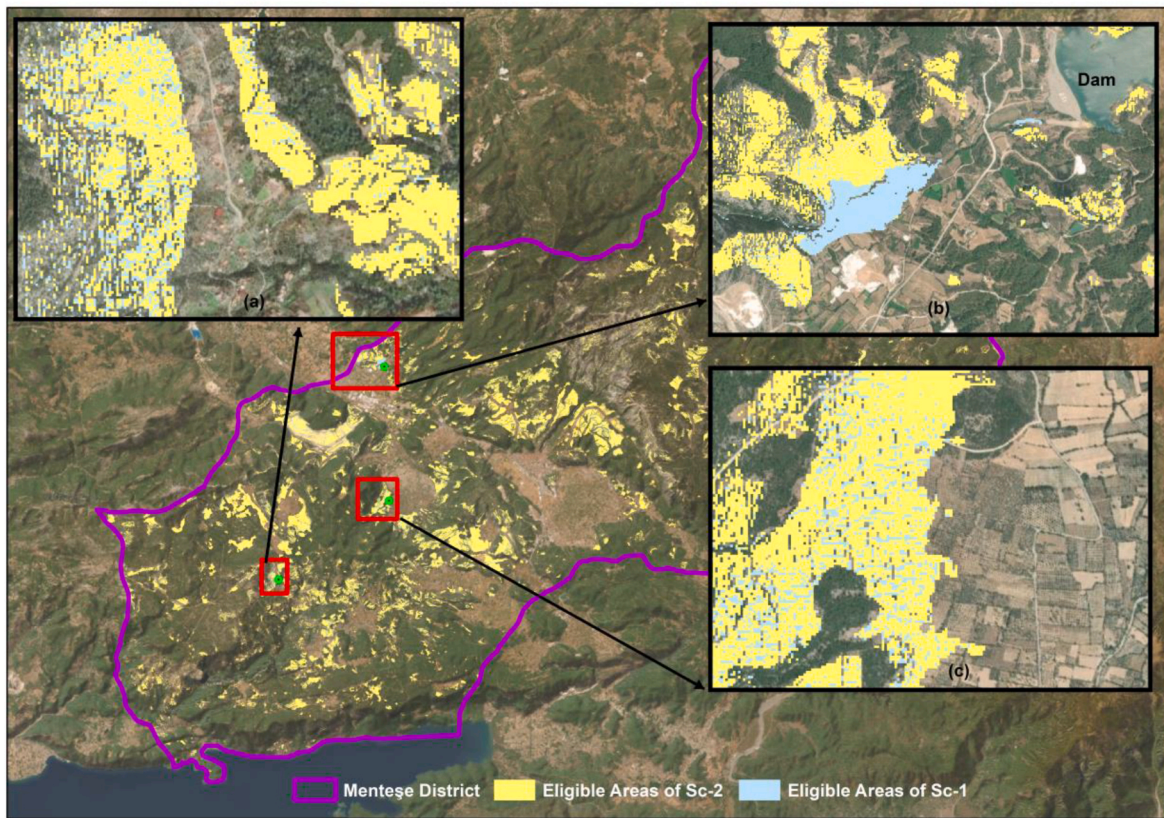 Dam
(a)
(b)
(c)
Menteşe District
Eligible Areas of Sc-2
Eligible Areas of Sc-1